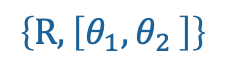 {R, [θ₁, θ₂ ]}